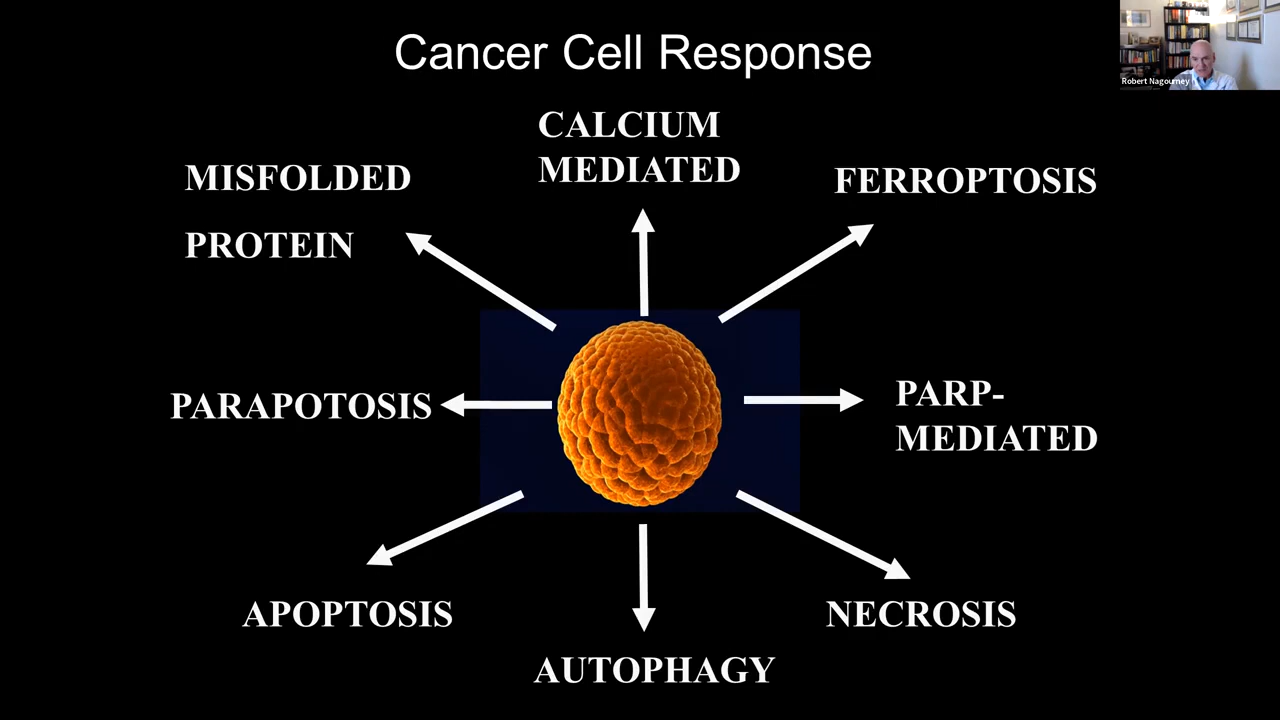 Cancer Cell Response
Robert Nagourney
CALCIUM
MEDIATED
MISFOLDED
PROTEIN
FERROPTOSIS
PARAPOTOSIS
PARP-
MEDIATED
APOPTOSIS
NECROSIS
AUTOPHAGY